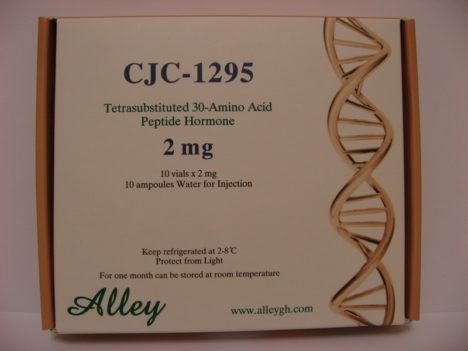 CJC-1295
Tetrasubstituted 30-Amino Acid
Peptide Hormone
2 mg
10 vials x 2 mg
10 ampoules Water for Injection
Keep refrigerated at 2-8℃
Protect from Light
For one month can be stored at room temperature
Alley
www.alleygh.com